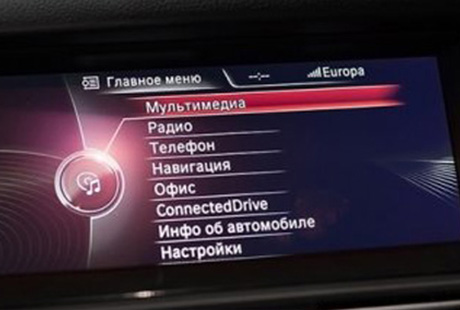 Главное меню --:-- Europa
Мультимедиа
Радио
Телефон
Навигация
Офис
ConnectedDrive
Инфо об автомобиле
Настройки